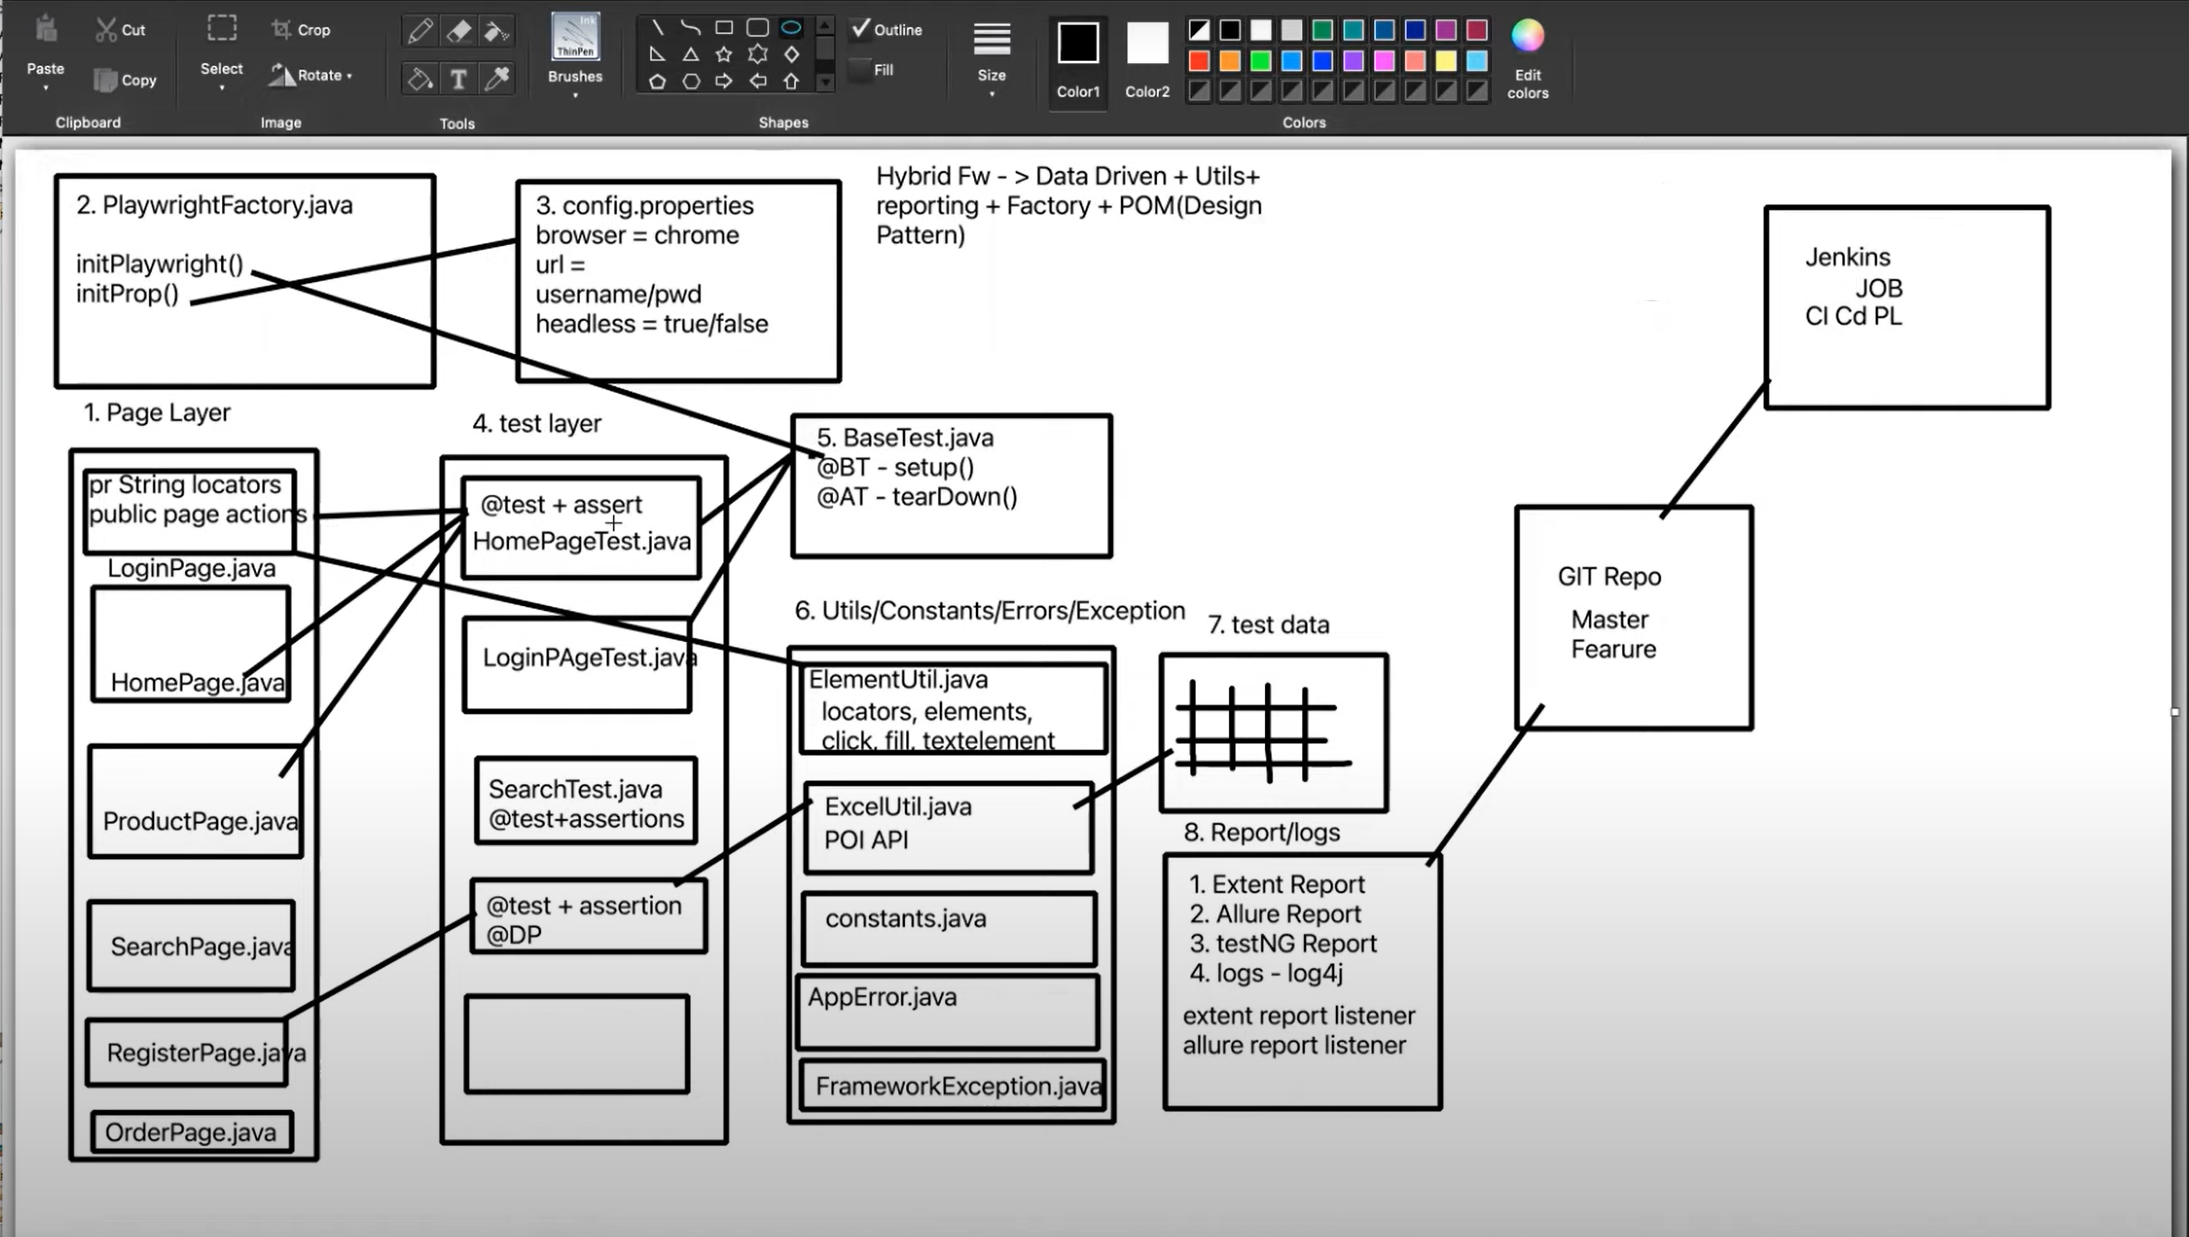 Paste
Cut
Copy
Clipboard
Select
Crop
Rotate
Image
Tools
Ink
ThinPen
Brushes
Shapes
Outline
Fill
Size
Color1
Color2
Colors
Edit
colors
2. PlaywrightFactory.java
initPlaywright()
initProp()
3. config.properties
browser = chrome
url =
username/pwd
headless = true/false
Hybrid Fw - > Data Driven + Utils+
reporting + Factory + POM(Design
Pattern)
Jenkins
JOB
CI Cd PL
1. Page Layer
pr String locators
public page actions
LoginPage.java
HomePage.java
ProductPage.java
SearchPage.java
RegisterPage.java
OrderPage.java
4. test layer
@test + assert
HomePageTest.java
LoginPAgeTest.java
SearchTest.java
@test+assertions
@test + assertion
@DP
5. BaseTest.java
@BT - setup()
@AT - tearDown()
6. Utils/Constants/Errors/Exception
ElementUtil.java
locators, elements,
click, fill, textelement
ExcelUtil.java
POI API
constants.java
AppError.java
FrameworkException.java
7. test data
8. Report/logs
1. Extent Report
2. Allure Report
3. testNG Report
4. logs - log4j
extent report listener
allure report listener
GIT Repo
Master
Fearure